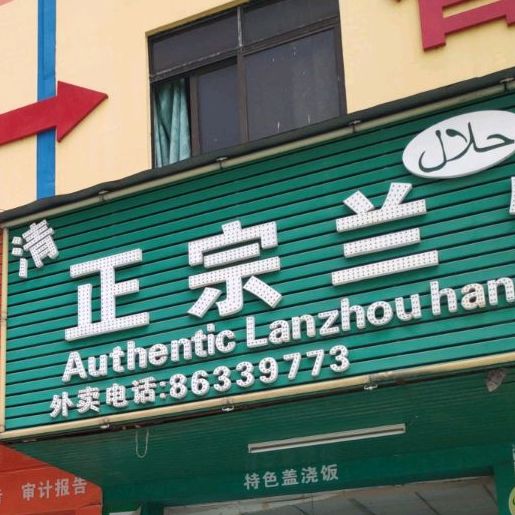 حلال
清
正宗兰
Authentic Lanzhou han
外卖电话:86339773
特色盖浇饭
审计报告